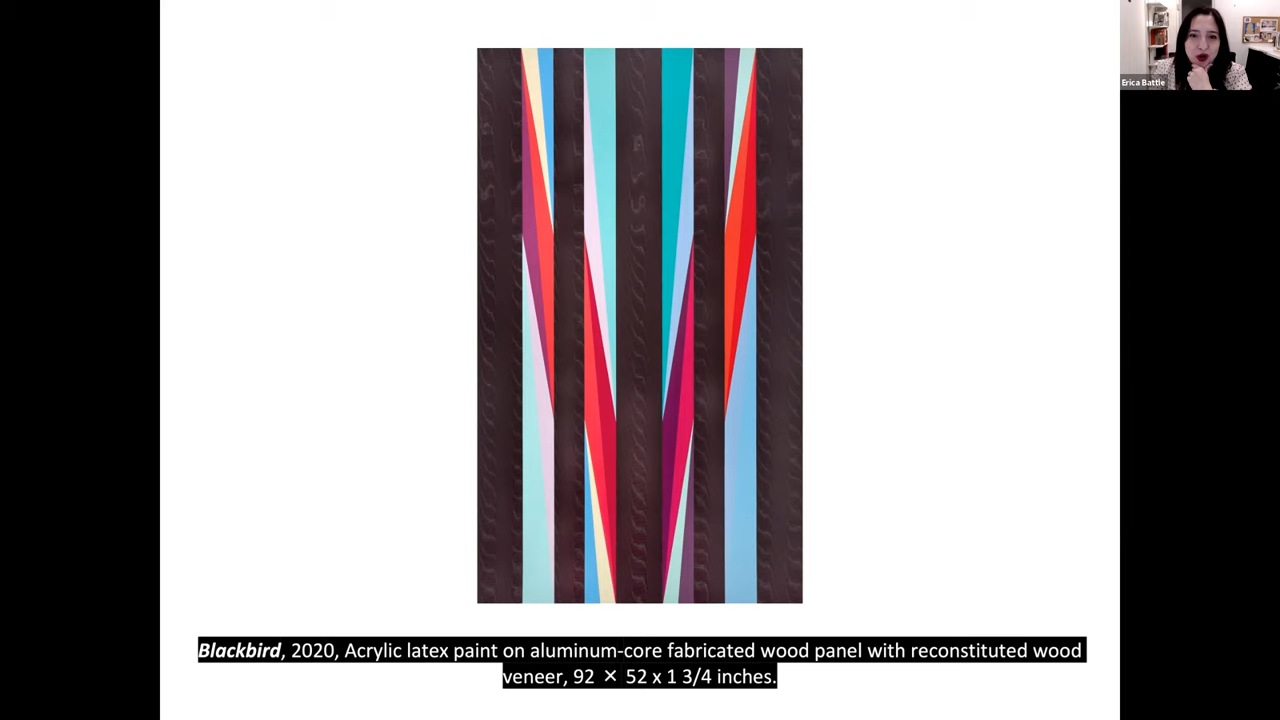 Erica Battle
Blackbird, 2020, Acrylic latex paint on aluminum-core fabricated wood panel with reconstituted wood
veneer, 92 × 52 x 1 3/4 inches.